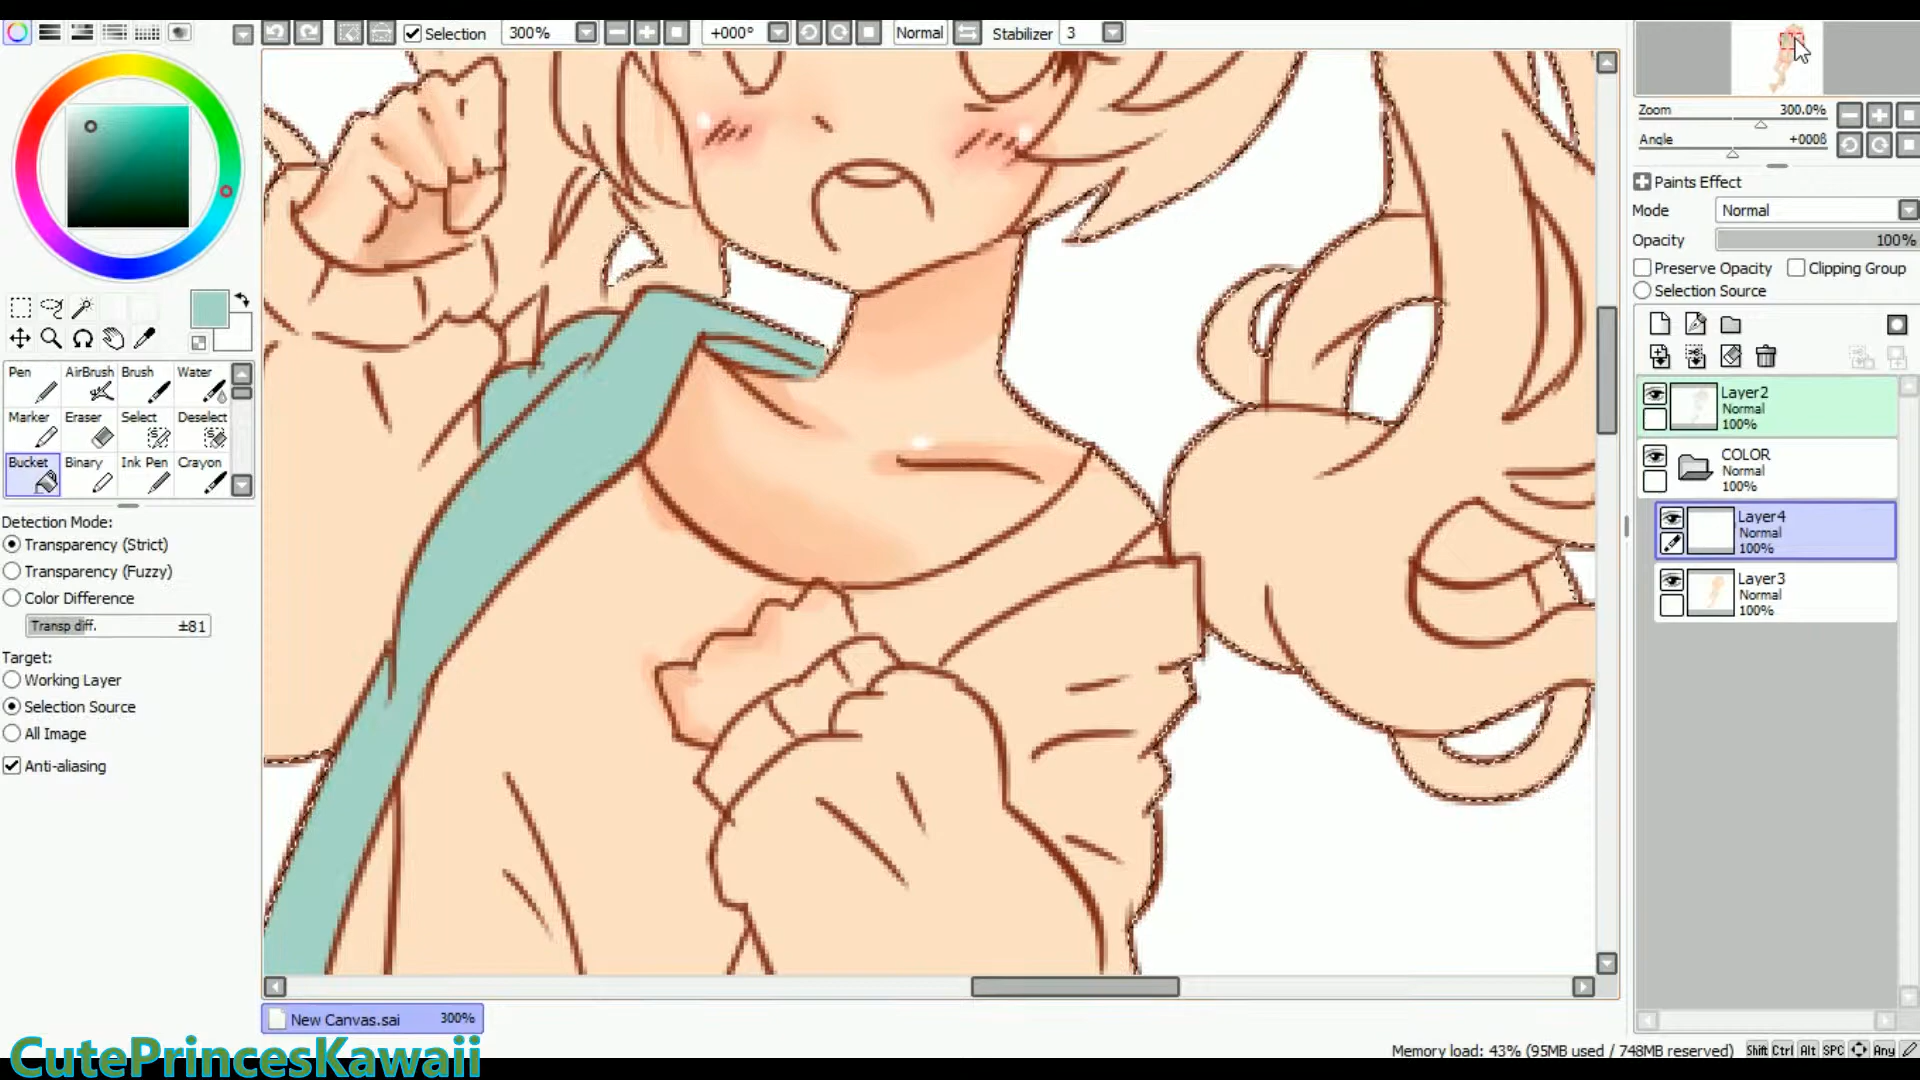 Selection 300% +000° Normal Stabilizer 3
Zoom 300.0%
Angle +000ß
Paints Effect
Mode Normal
Opacity 100%
Preserve Opacity Clipping Group
Selection Source
Pen AirBrush Brush Water
Marker Eraser Select Deselect
Bucket Binary Ink Pen Crayon
Detection Mode:
Transparency (Strict)
Transparency (Fuzzy)
Color Difference
Transp diff. ±81
Target:
Working Layer
Selection Source
All Image
Anti-aliasing
Layer2
Normal
100%
COLOR
Normal
100%
Layer4
Normal
100%
Layer3
Normal
100%
New Canvas.sai 300%
Memory load: 43% (95MB used / 748MB reserved) Shift Ctrl Alt SPC Any
CutePrincesKawaii